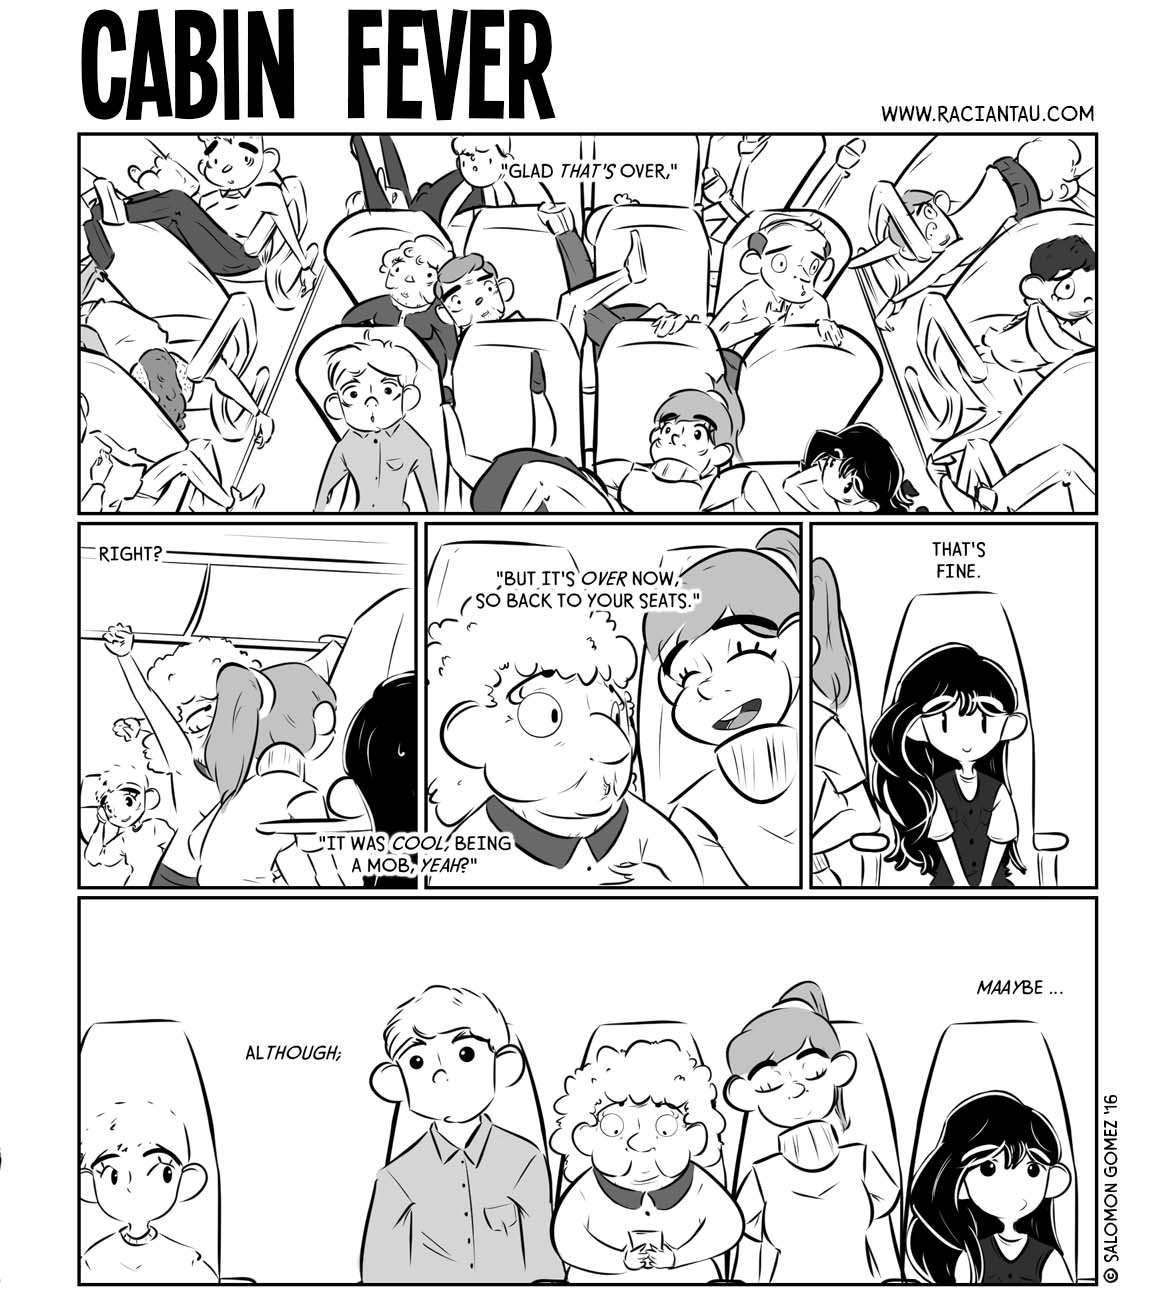 CABIN FEVER
WWW.RACIANTAU.COM
"GLAD THAT'S OVER,"
RIGHT?
"IT WAS COOL, BEING
A MOB, YEAH?"
"BUT IT'S OVER NOW,
SO BACK TO YOUR SEATS."
THAT'S
FINE.
ALTHOUGH;
MAAYBE ...
© SALOMON GOMEZ '16